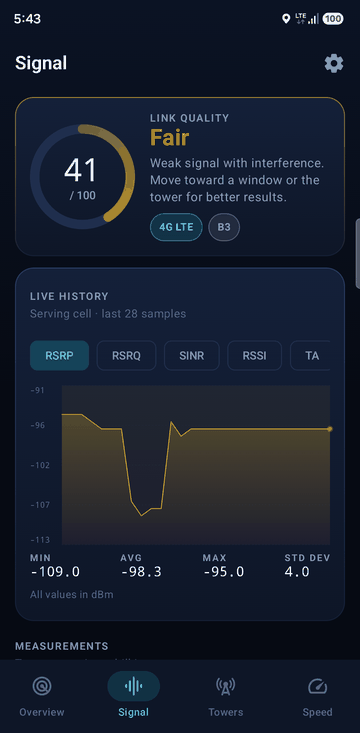 5:43
LTE
100
Signal
LINK QUALITY
Fair
41
/ 100
Weak signal with interference.
Move toward a window or the
tower for better results.
4G LTE
B3
LIVE HISTORY
Serving cell · last 28 samples
RSRP
RSRQ
SINR
RSSI
TA
-91
-96
-102
-107
-113
MIN
AVG
MAX
STD DEV
-109.0
-98.3
-95.0
4.0
All values in dBm
MEASUREMENTS
Overview
Signal
Towers
Speed